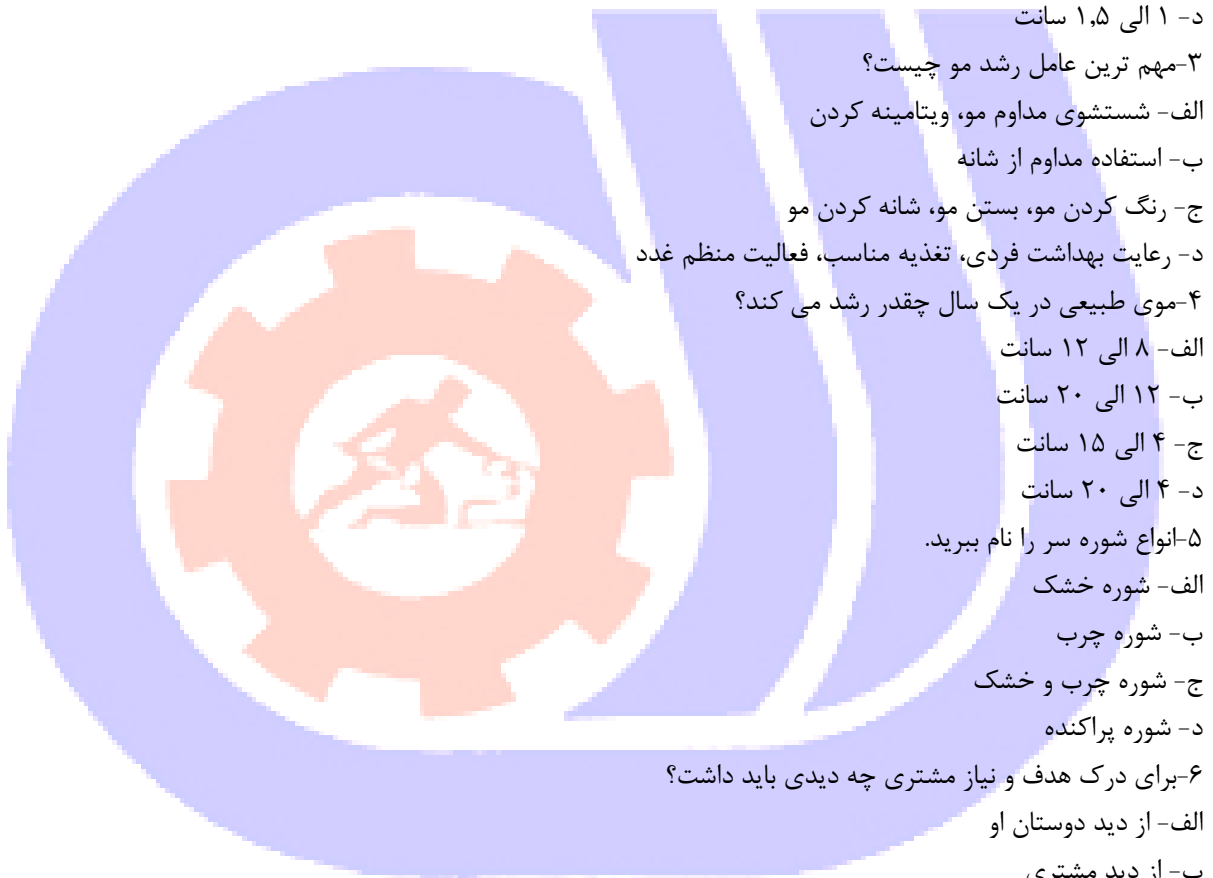 د- ۱ الی ۱,۵ سانت
۳-مهم ترین عامل رشد مو چیست؟
الف- شستشوی مداوم مو، ویتامینه کردن
ب- استفاده مداوم از شانه
ج- رنگ کردن مو، بستن مو، شانه کردن مو
د- رعایت بهداشت فردی، تغذیه مناسب، فعالیت منظم غدد
۴-موی طبیعی در یک سال چقدر رشد می کند؟
الف- ۸ الی ۱۲ سانت
ب- ۱۲ الی ۲۰ سانت
ج- ۴ الی ۱۵ سانت
د- ۴ الی ۲۰ سانت
۵-انواع شوره سر را نام ببرید.
الف- شوره خشک
ب- شوره چرب
ج- شوره چرب و خشک
د- شوره پراکنده
۶-برای درک هدف و نیاز مشتری چه دیدی باید داشت؟
الف- از دید دوستان او
ب- از دید مشتری